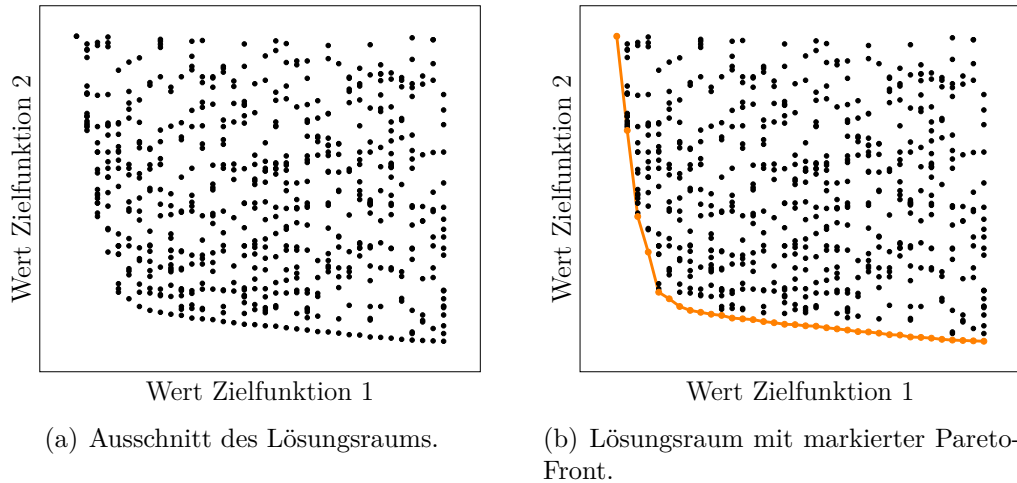 Wert Zielfunktion 2
Wert Zielfunktion 1
(a) Ausschnitt des Lösungsraums.
Wert Zielfunktion 2
Wert Zielfunktion 1
(b) Lösungsraum mit markierter Pareto-
Front.